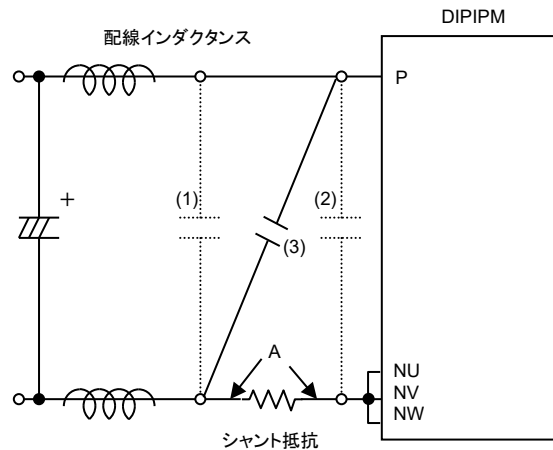 DIPIPM
配線インダクタンス
P
+
(1)
(2)
(3)
A
NU
NV
NW
シャント抵抗